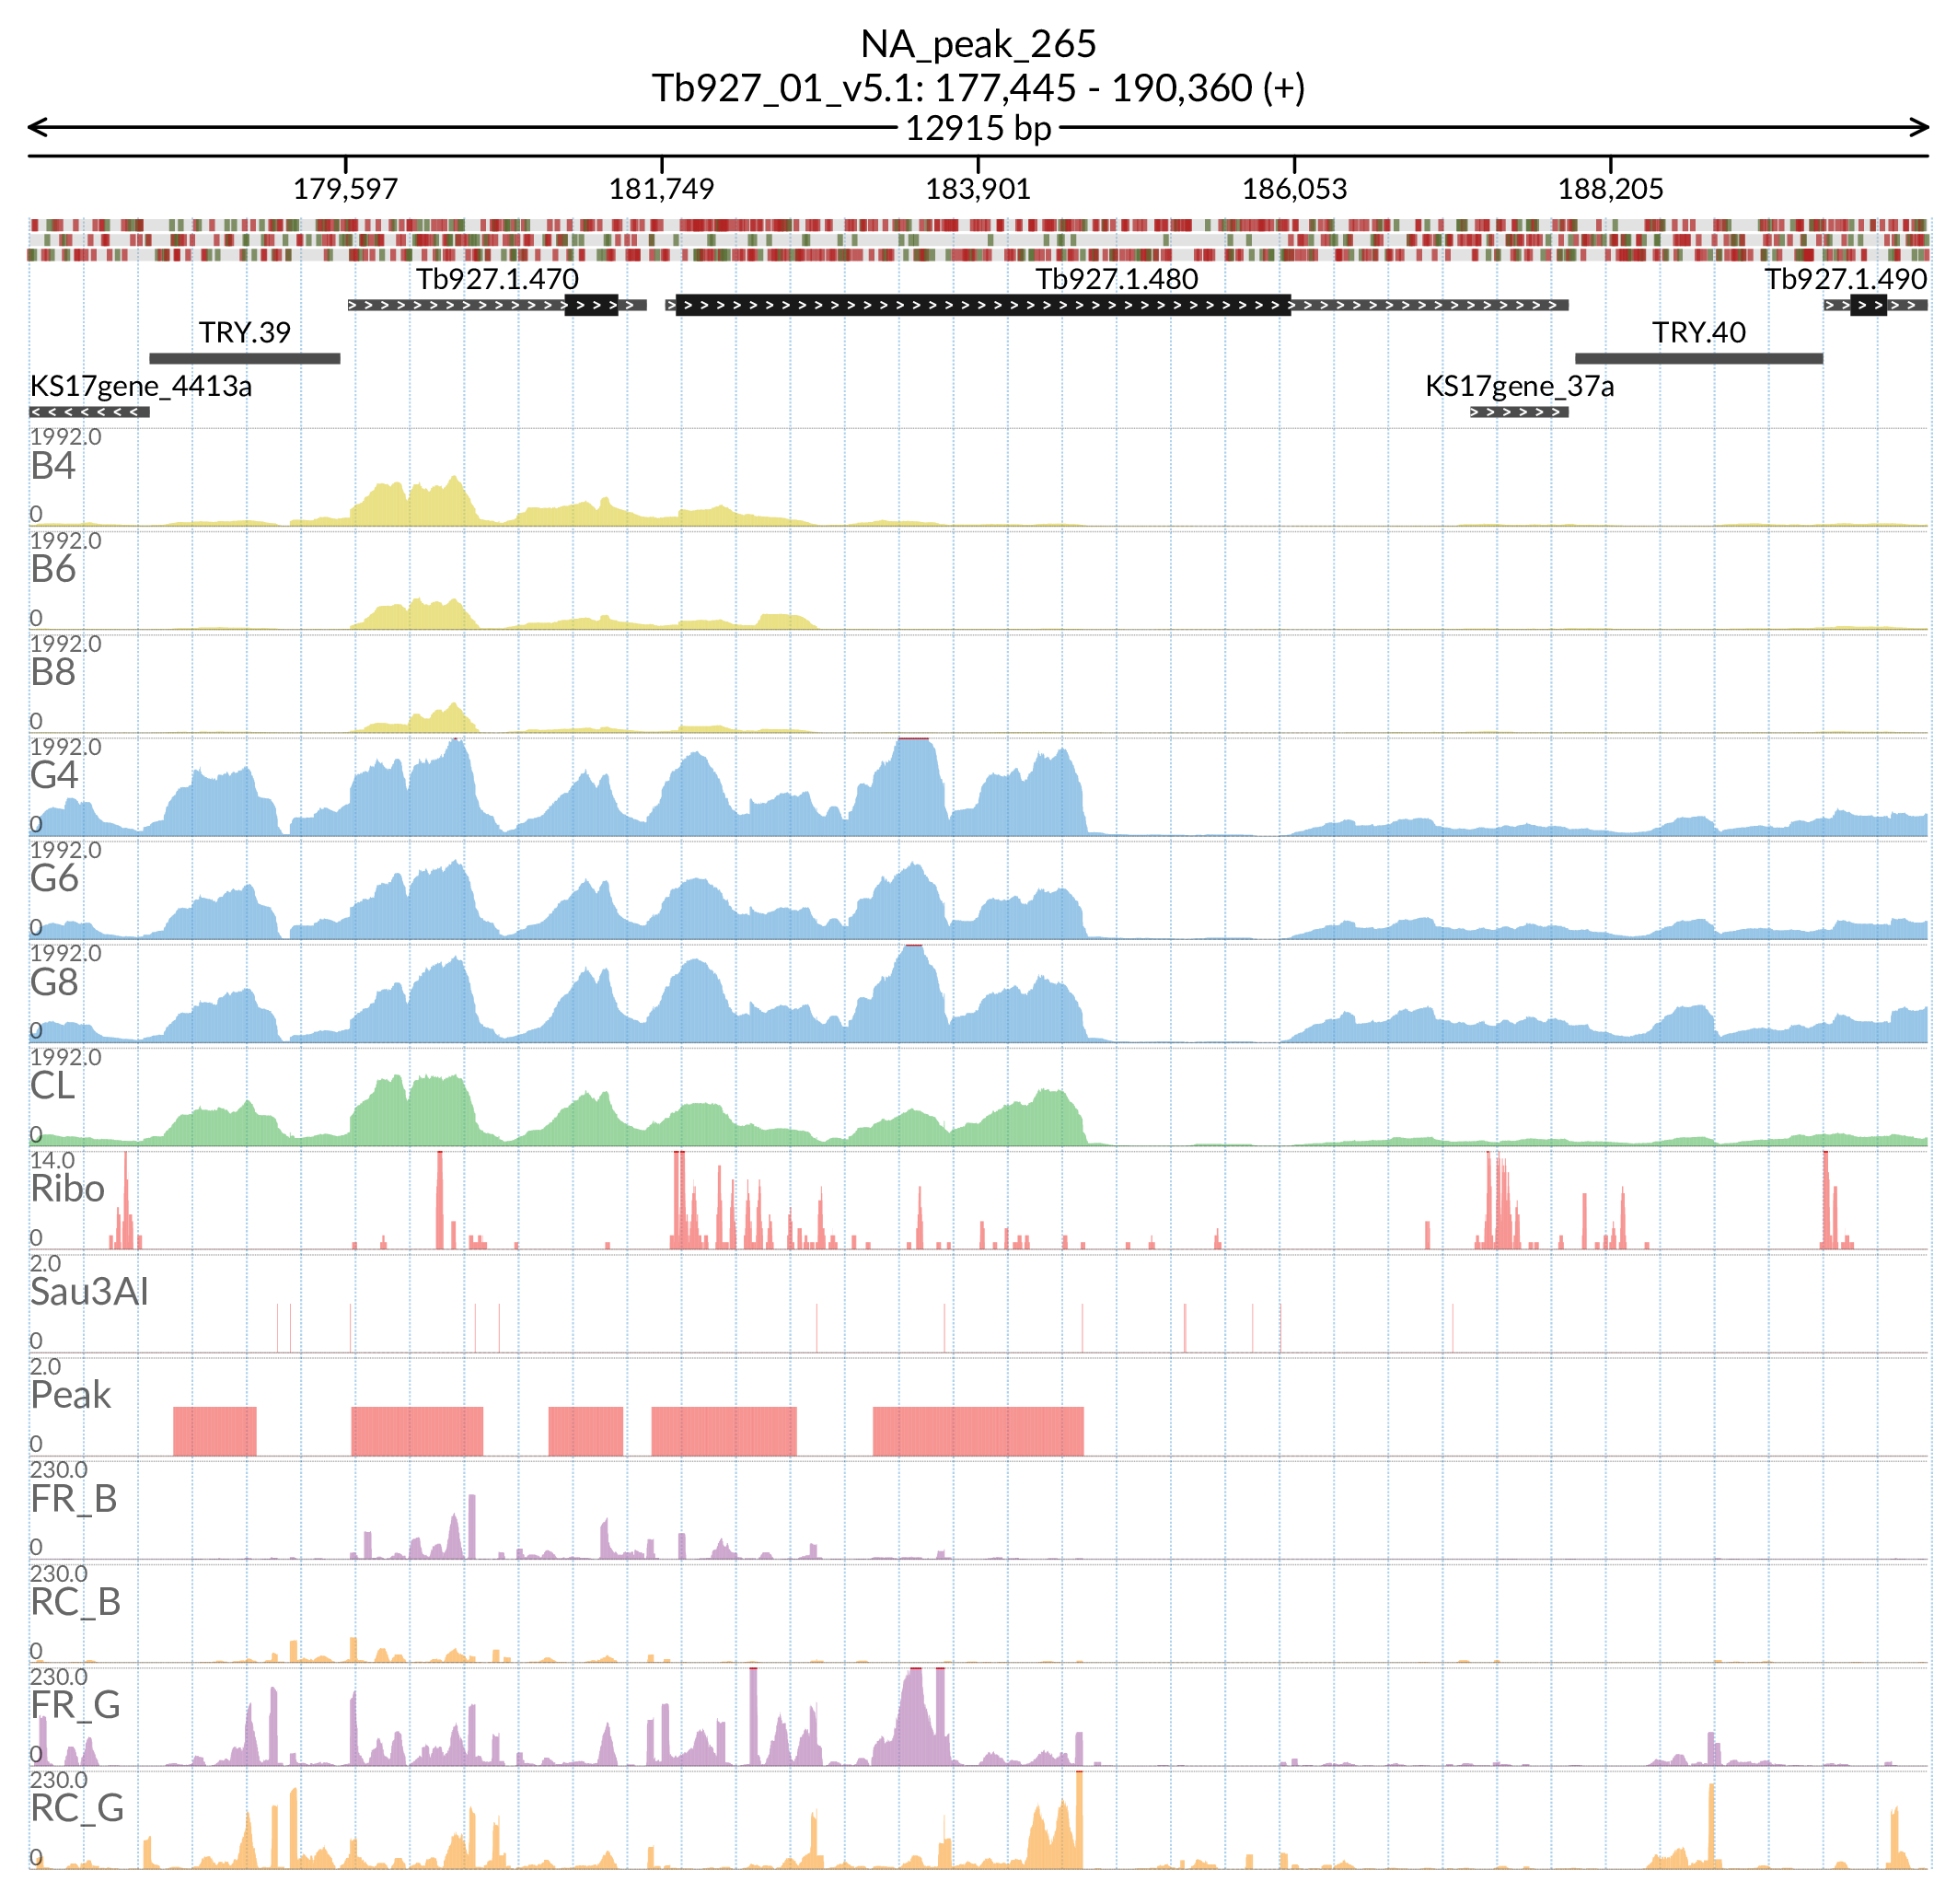 NA_peak_265
Tb927_01_v5.1: 177,445 - 190,360 (+)
12915 bp
179,597 181,749 183,901 186,053 188,205
Tb927.1.470 Tb927.1.480 Tb927.1.490
TRY.39 TRY.40
KS17gene_4413a KS17gene_37a
1992.0
B4
0
1992.0
B6
0
1992.0
B8
0
1992.0
G4
0
1992.0
G6
0
1992.0
G8
0
1992.0
CL
0
14.0
Ribo
0
2.0
Sau3AI
0
2.0
Peak
0
230.0
FR_B
0
230.0
RC_B
0
230.0
FR_G
0
230.0
RC_G
0